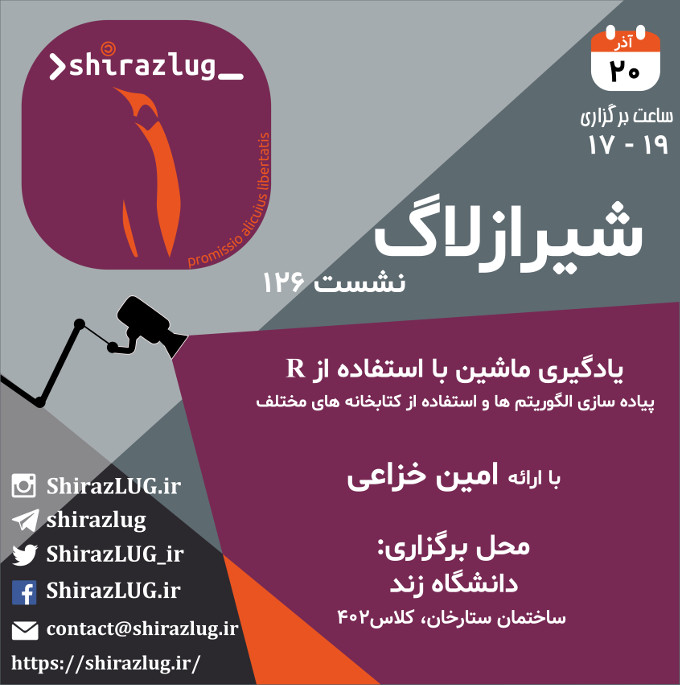 shirazlug_
promissio alicuius libertatis
آذر
۲۰
ساعت برگزاری
۱۷ - ۱۹
شیرازلاگ
نشست ۱۲۶
یادگیری ماشین با استفاده از R
پیاده سازی الگوریتم ها و استفاده از کتابخانه های مختلف
با ارائه امین خزاعی
محل برگزاری:
دانشگاه زند
ساختمان ستارخان، کلاس۴۰۲
ShirazLUG.ir
shirazlug
ShirazLUG_ir
ShirazLUG.ir
contact@shirazlug.ir
https://shirazlug.ir/